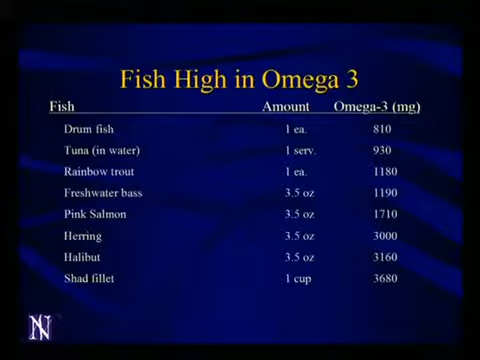 Fish High in Omega 3
Fish Amount Omega-3 (mg)
Drum fish 1 ea. 810
Tuna (in water) 1 serv. 930
Rainbow trout 1 ea. 1180
Freshwater bass 3.5 oz 1190
Pink Salmon 3.5 oz 1710
Herring 3.5 oz 3000
Halibut 3.5 oz 3160
Shad fillet 1 cup 3680
N